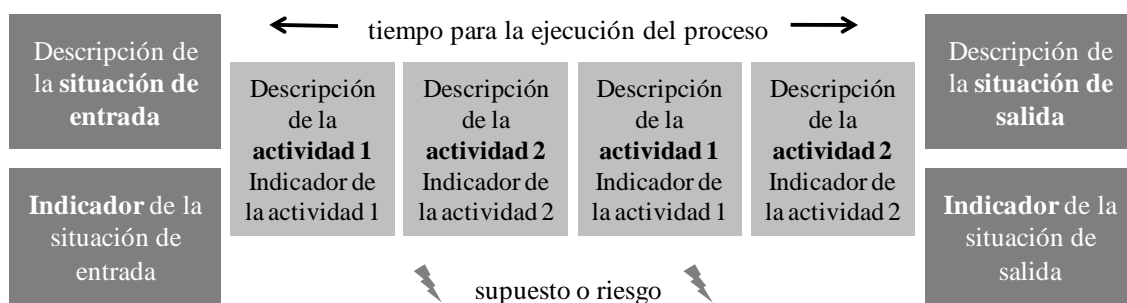 Descripción de
la situación de
entrada
Indicador de la
situación de
entrada
tiempo para la ejecución del proceso
Descripción
de la
actividad 1
Indicador de
la actividad 1
Descripción
de la
actividad 2
Indicador de
la actividad 2
Descripción
de la
actividad 1
Indicador de
la actividad 1
Descripción
de la
actividad 2
Indicador de
la actividad 2
supuesto o riesgo
Descripción de
la situación de
salida
Indicador de la
situación de
salida